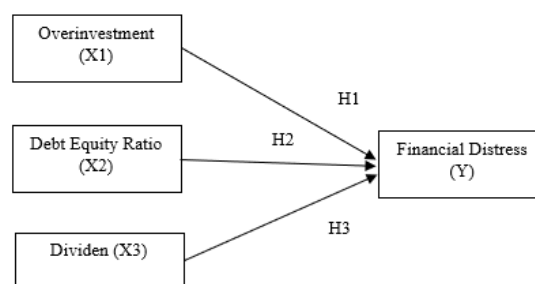 Overinvestment
(X1)
H1
Debt Equity Ratio
(X2)
H2
Financial Distress
(Y)
H3
Dividen (X3)